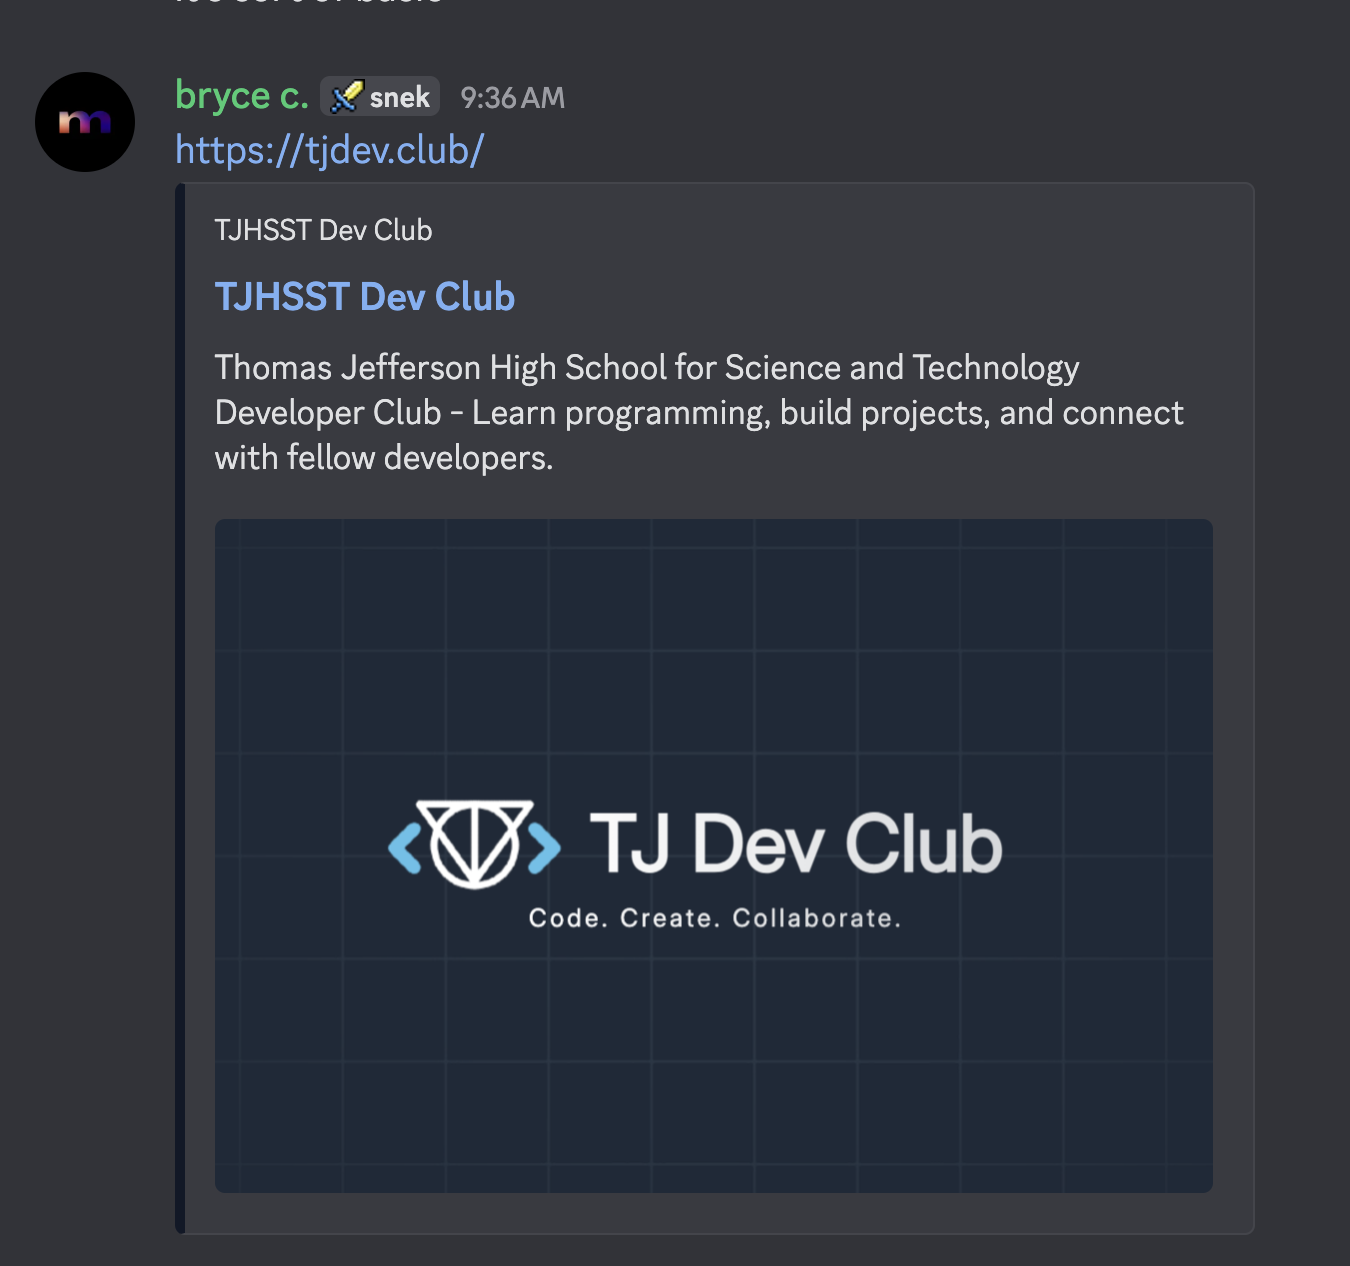 bryce c. snek 9:36 AM
https://tjdev.club/
TJHSST Dev Club
TJHSST Dev Club
Thomas Jefferson High School for Science and Technology
Developer Club - Learn programming, build projects, and connect
with fellow developers.
TJ Dev Club
Code. Create. Collaborate.